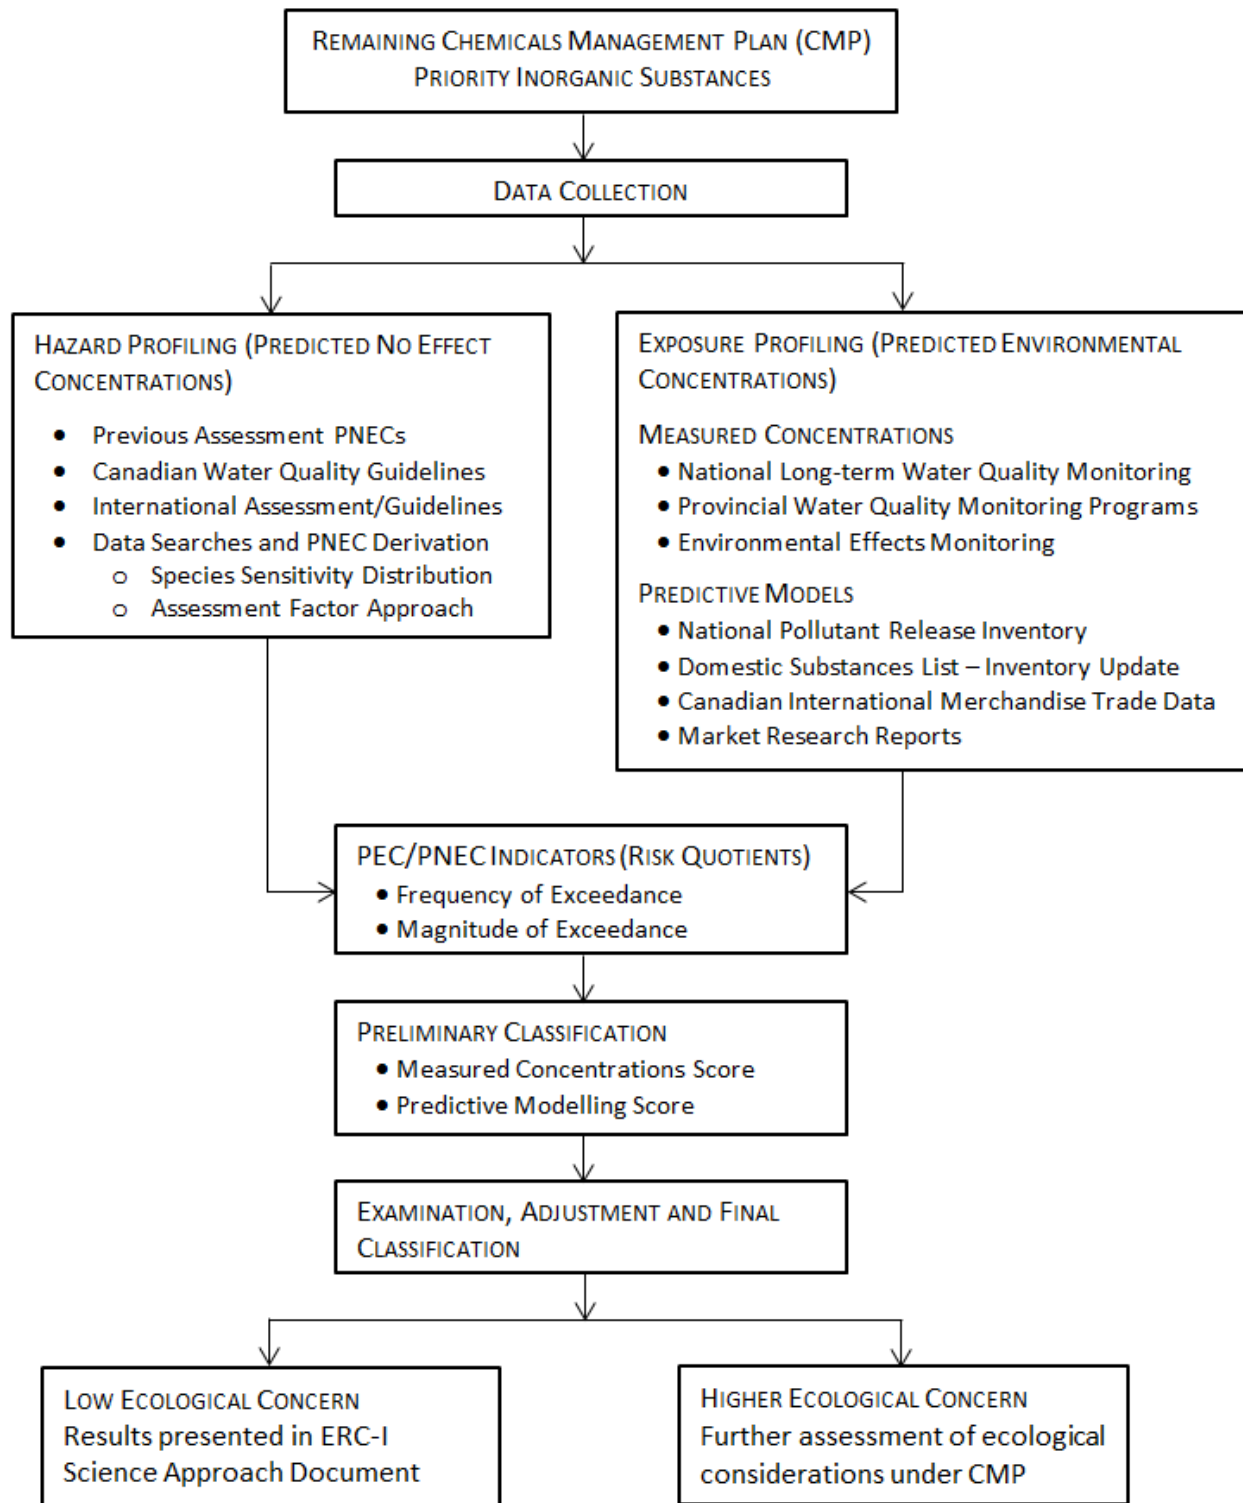 REMAINING CHEMICALS MANAGEMENT PLAN (CMP)
PRIORITY INORGANIC SUBSTANCES
DATA COLLECTION
HAZARD PROFILING (PREDICTED NO EFFECT
CONCENTRATIONS)
• Previous Assessment PNECs
• Canadian Water Quality Guidelines
• International Assessment/Guidelines
• Data Searches and PNEC Derivation
o Species Sensitivity Distribution
o Assessment Factor Approach
EXPOSURE PROFILING (PREDICTED ENVIRONMENTAL
CONCENTRATIONS)
MEASURED CONCENTRATIONS
• National Long-term Water Quality Monitoring
• Provincial Water Quality Monitoring Programs
• Environmental Effects Monitoring
PREDICTIVE MODELS
• National Pollutant Release Inventory
• Domestic Substances List – Inventory Update
• Canadian International Merchandise Trade Data
• Market Research Reports
PEC/PNEC INDICATORS (RISK QUOTIENTS)
• Frequency of Exceedance
• Magnitude of Exceedance
PRELIMINARY CLASSIFICATION
• Measured Concentrations Score
• Predictive Modelling Score
EXAMINATION, ADJUSTMENT AND FINAL
CLASSIFICATION
LOW ECOLOGICAL CONCERN
Results presented in ERC-I
Science Approach Document
HIGHER ECOLOGICAL CONCERN
Further assessment of ecological
considerations under CMP